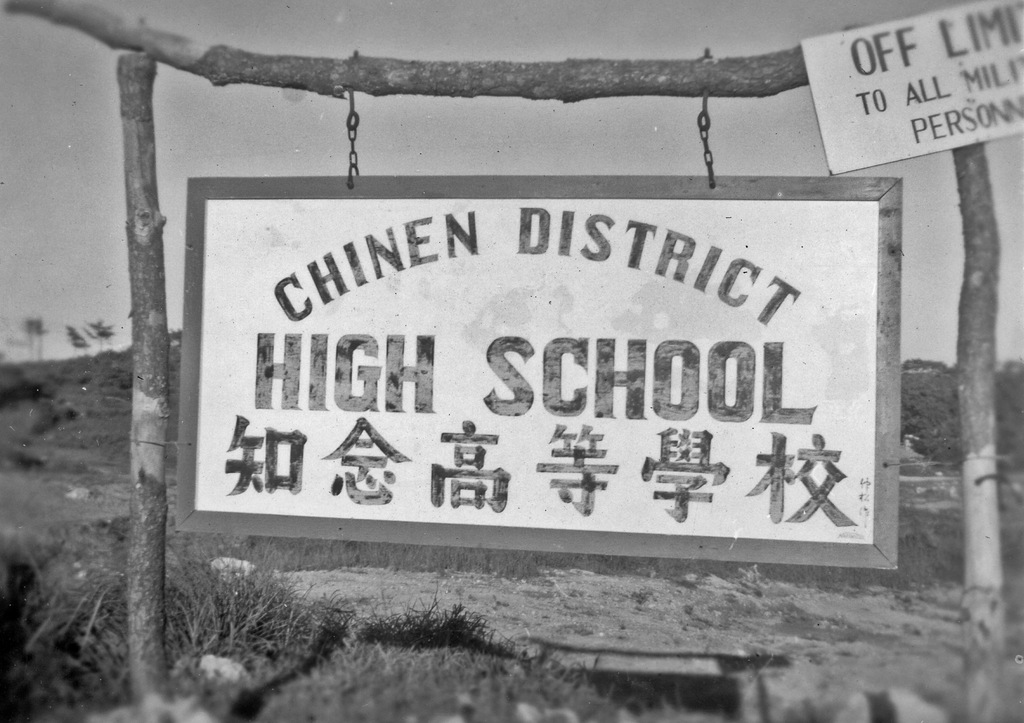 OFF LIMI
TO ALL MILI
PERSONN
CHINEN DISTRICT
HIGH SCHOOL
知念高等學校